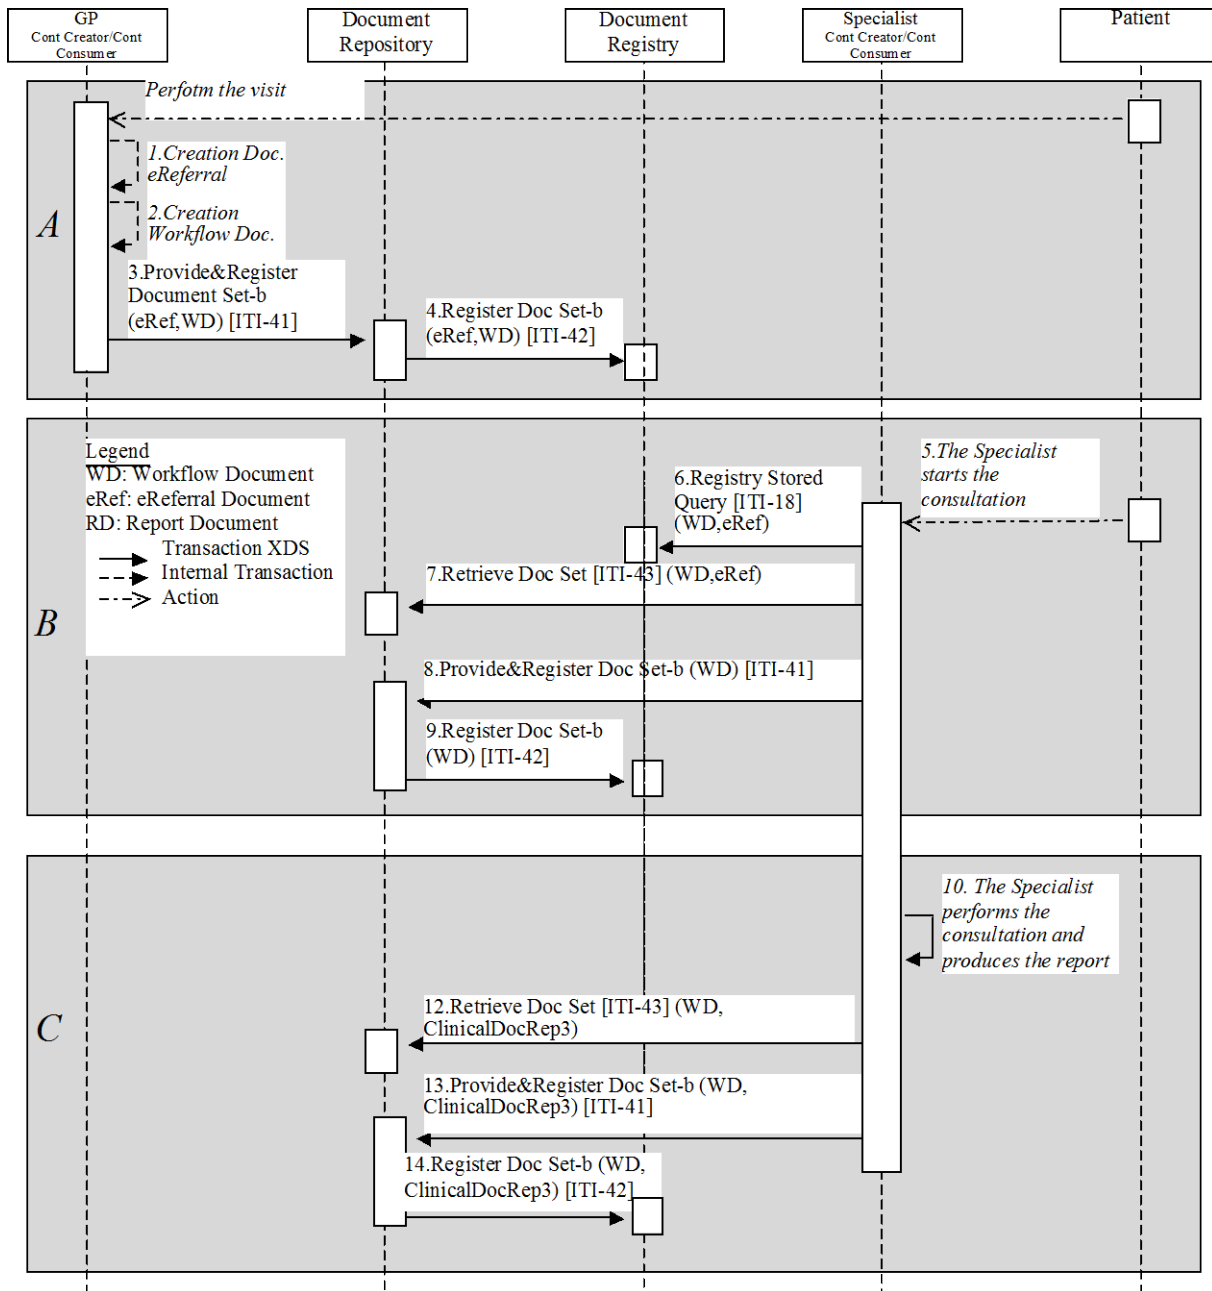 GP
Cont Creator/Cont
Consumer
Document
Repository
Document
Registry
Specialist
Cont Creator/Cont
Consumer
Patient
A
Perfotm the visit
1.Creation Doc.
eReferral
2.Creation
Workflow Doc.
3.Provide&Register
Document Set-b
(eRef,WD) [ITI-41]
4.Register Doc Set-b
(eRef,WD) [ITI-42]
B
Legend
WD: Workflow Document
eRef: eReferral Document
RD: Report Document
Transaction XDS
Internal Transaction
Action
5.The Specialist
starts the
consultation
6.Registry Stored
Query [ITI-18]
(WD,eRef)
7.Retrieve Doc Set [ITI-43] (WD,eRef)
8.Provide&Register Doc Set-b (WD) [ITI-41]
9.Register Doc Set-b
(WD) [ITI-42]
C
10. The Specialist
performs the
consultation and
produces the report
12.Retrieve Doc Set [ITI-43] (WD,
ClinicalDocRep3)
13.Provide&Register Doc Set-b (WD,
ClinicalDocRep3) [ITI-41]
14.Register Doc Set-b (WD,
ClinicalDocRep3) [ITI-42]